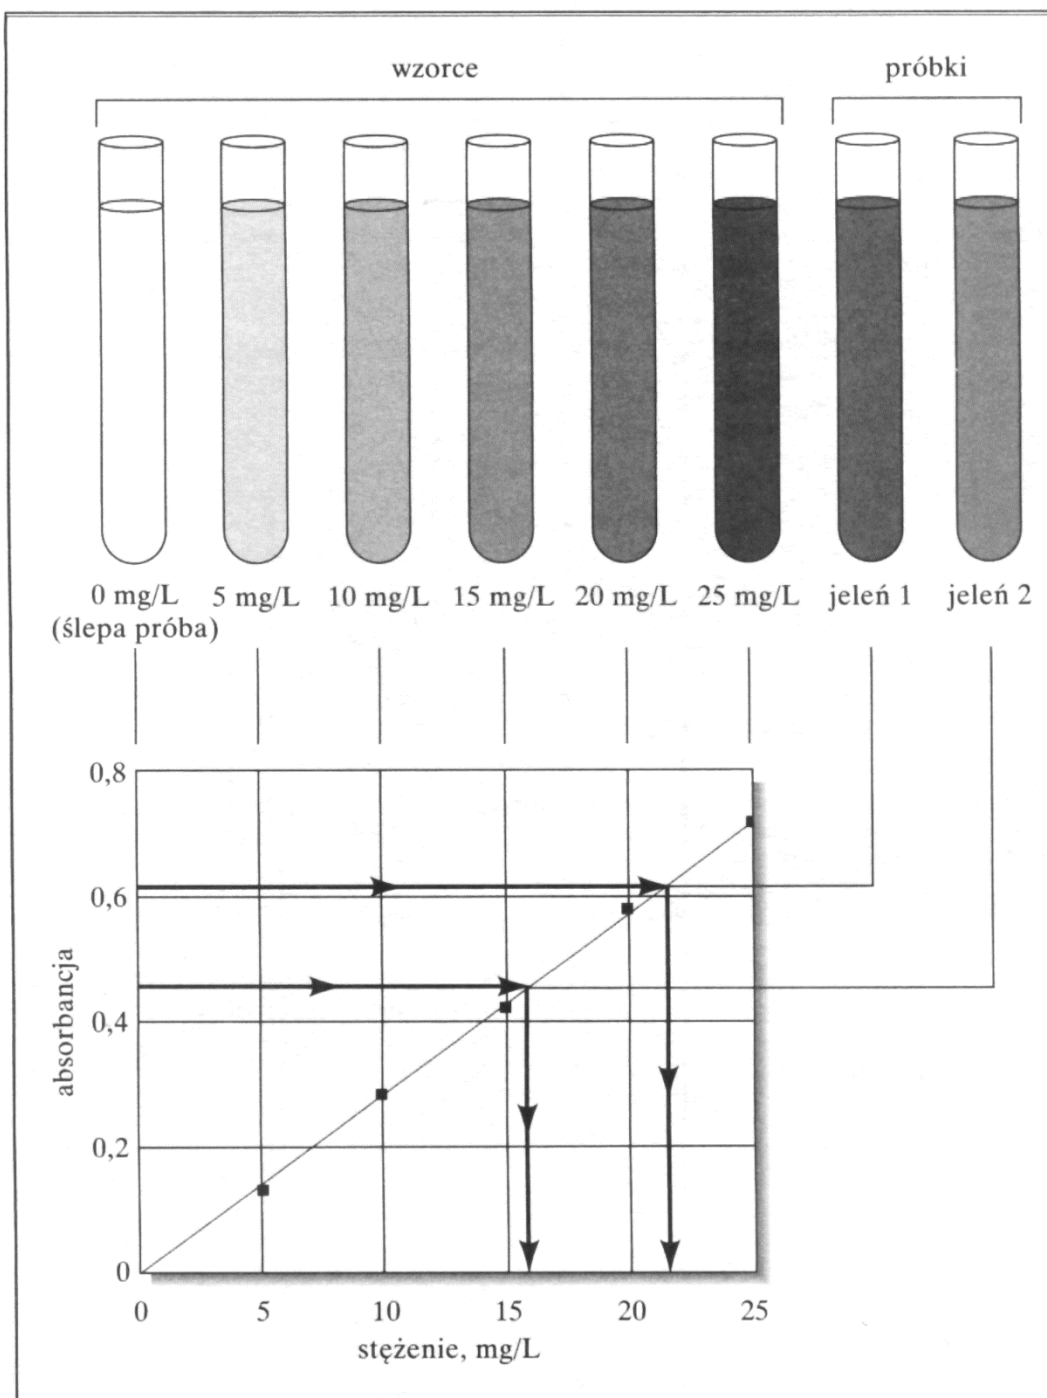 wzorce próbki
0 mg/L 5 mg/L 10 mg/L 15 mg/L 20 mg/L 25 mg/L jeleń 1 jeleń 2
(ślepa próba)
0,8
0,6
0,4
0,2
0
absorbancja
0 5 10 15 20 25
stężenie, mg/L